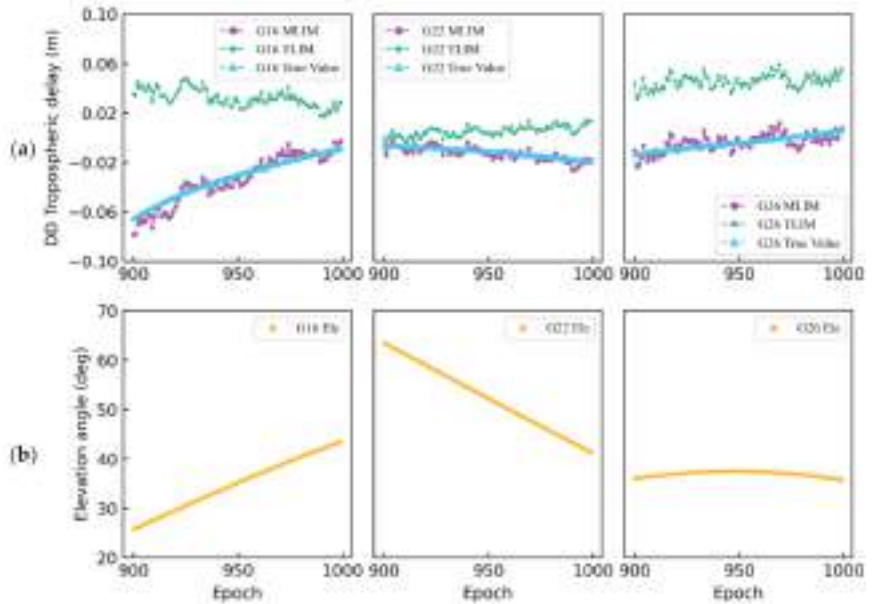 (a)
DD Tropospheric delay (m)
0.10
0.06
0.02
−0.02
−0.06
−0.10
G16 MLIM
G16 TLIM
G16 True Value
900
950
1000
G22 MLIM
G22 TLIM
G22 True Value
900
950
1000
G26 MLIM
G26 TLIM
G26 True Value
900
950
1000
(b)
Elevation angle (deg)
70
60
50
40
30
20
G16 Ele
900
950
1000
Epoch
G22 Ele
900
950
1000
Epoch
G26 Ele
900
950
1000
Epoch